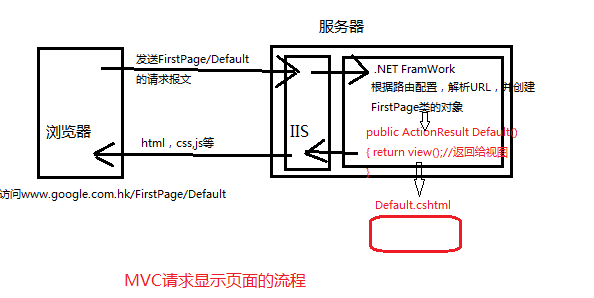 服务器
发送FirstPage/Default
的请求报文
.NET FramWork
根据路由配置，解析URL，并创建
FirstPage类的对象
浏览器
IIS
public ActionResult Default()
{ return view();//返回给视图
}
html，css,js等
访问www.google.com.hk/FirstPage/Default
Default.cshtml
MVC请求显示页面的流程